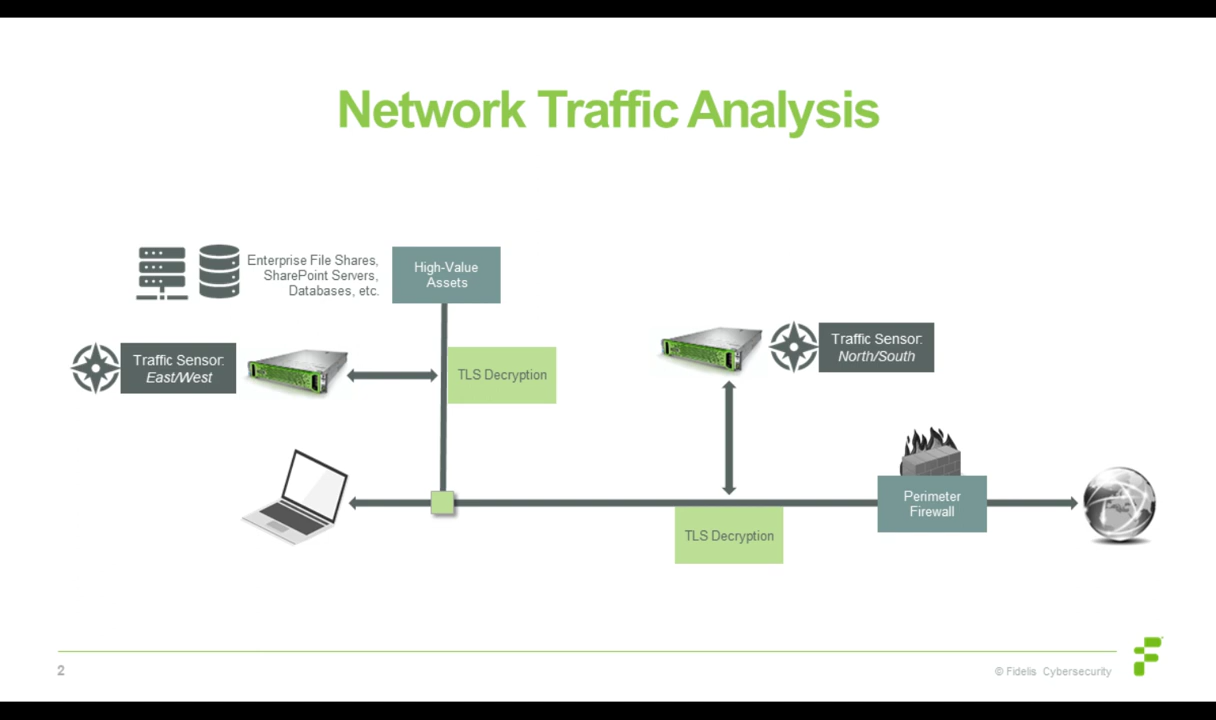 Network Traffic Analysis
Enterprise File Shares,
SharePoint Servers,
Databases, etc.
High-Value
Assets
Traffic Sensor:
East/West
TLS Decryption
Traffic Sensor:
North/South
Perimeter
Firewall
TLS Decryption
2
© Fidelis Cybersecurity